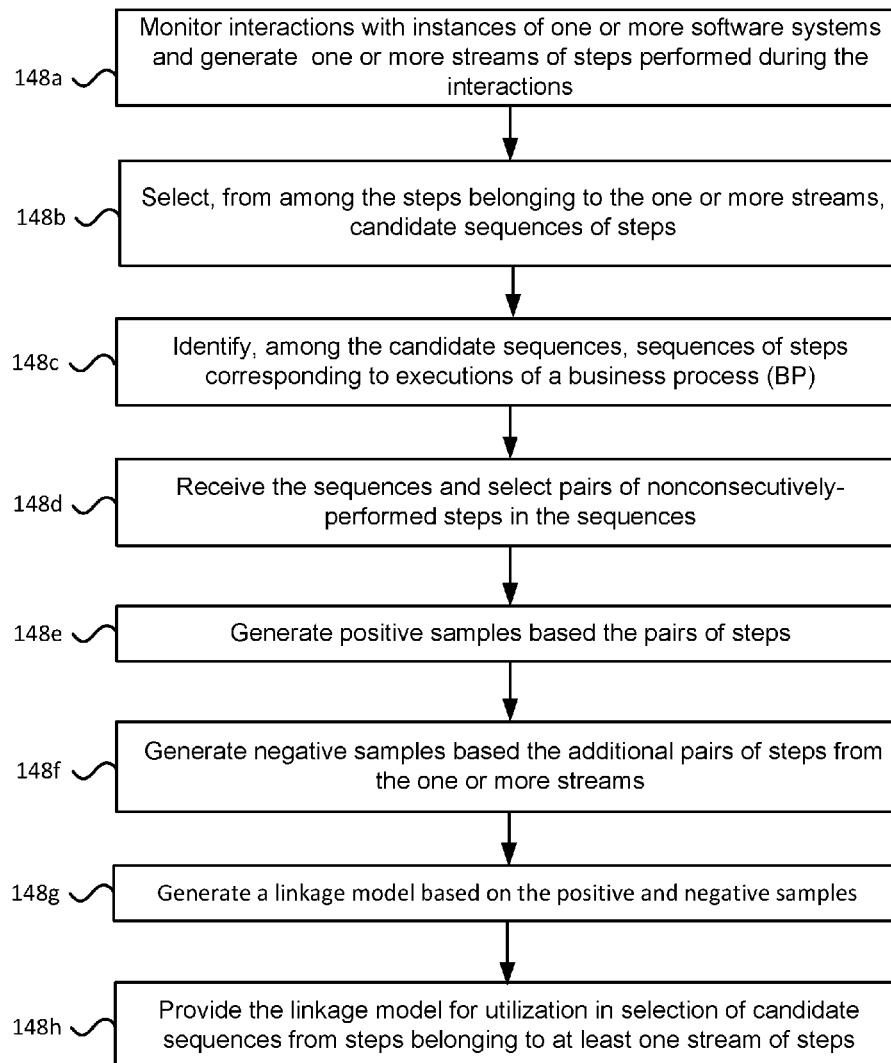 148a
Monitor interactions with instances of one or more software systems
and generate one or more streams of steps performed during the
interactions
148b
Select, from among the steps belonging to the one or more streams,
candidate sequences of steps
148c
Identify, among the candidate sequences, sequences of steps
corresponding to executions of a business process (BP)
148d
Receive the sequences and select pairs of nonconsecutively-
performed steps in the sequences
148e
Generate positive samples based the pairs of steps
148f
Generate negative samples based the additional pairs of steps from
the one or more streams
148g
Generate a linkage model based on the positive and negative samples
148h
Provide the linkage model for utilization in selection of candidate
sequences from steps belonging to at least one stream of steps